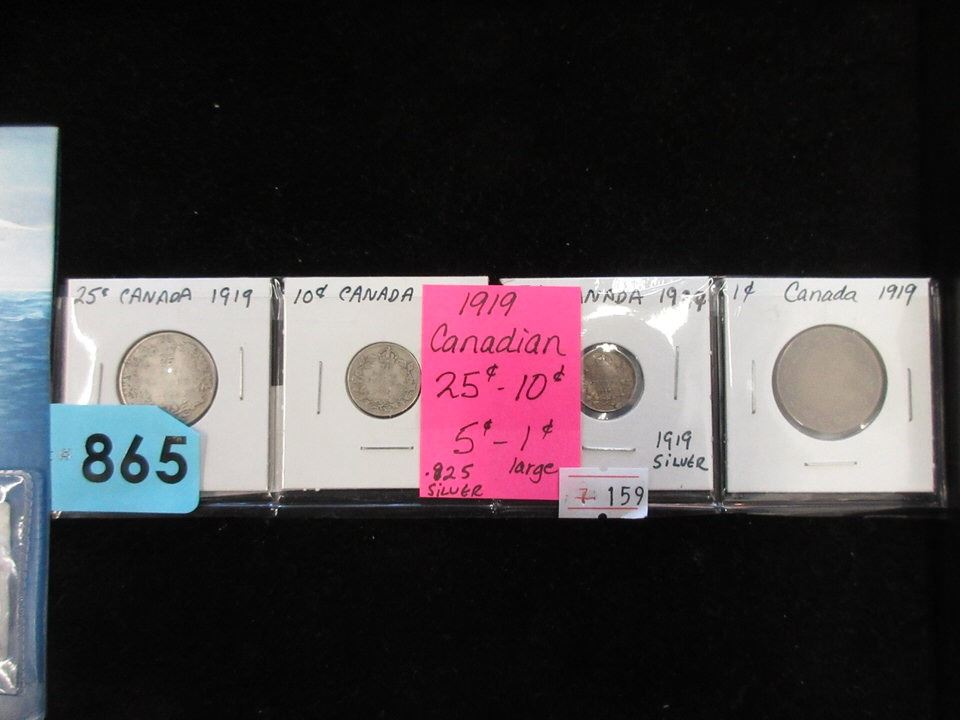 25¢ CANADA 1919
10¢ CANADA
1919
Canadian
25¢ - 10¢
5¢ - 1¢
large
.825
SILVER
1919
SILVER
1¢ Canada 1919
865
7 159